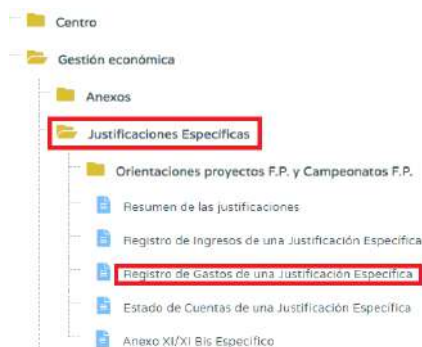 Centro
Gestión económica
Anexos
Justificaciones Específicas
Orientaciones proyectos F.P. y Campeonatos F.P.
Resumen de las justificaciones
Registro de Ingresos de una Justificación Específica
Registro de Gastos de una Justificación Específica
Estado de Cuentas de una Justificación Específica
Anexo XI/XI Bis Específico